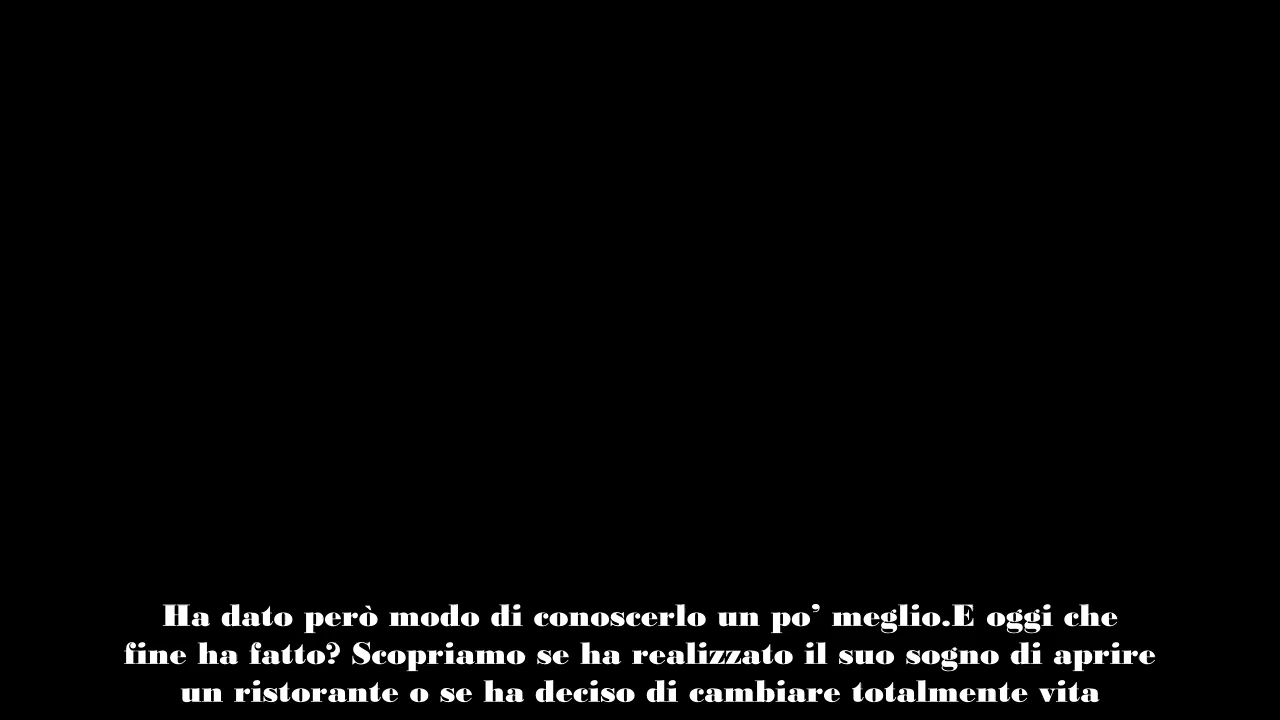 Ha dato però modo di conoscerlo un po’ meglio.E oggi che
fine ha fatto? Scopriamo se ha realizzato il suo sogno di aprire
un ristorante o se ha deciso di cambiare totalmente vita